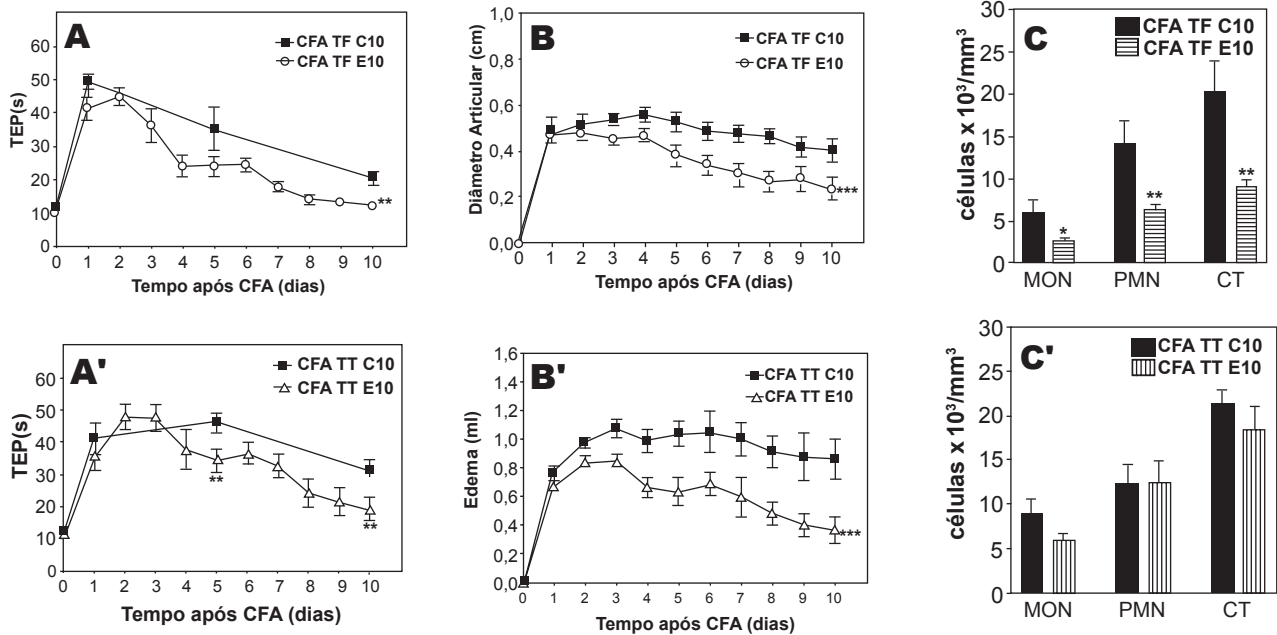 A
CFA TF C10
CFA TF E10
TEP(s)
60
50
40
30
20
10
0
**
0 1 2 3 4 5 6 7 8 9 10
Tempo após CFA (dias)
B
CFA TF C10
CFA TF E10
Diâmetro Articular (cm)
1,0
0,8
0,6
0,4
0,2
0,0
***
0 1 2 3 4 5 6 7 8 9 10
Tempo após CFA (dias)
C
CFA TF C10
CFA TF E10
células x 10³/mm³
30
25
20
15
10
5
0
*
**
**
MON PMN CT
A'
CFA TT C10
CFA TT E10
TEP(s)
60
50
40
30
20
10
0
**
**
0 1 2 3 4 5 6 7 8 9 10
Tempo após CFA (dias)
B'
CFA TT C10
CFA TT E10
Edema (ml)
1,6
1,4
1,2
1,0
0,8
0,6
0,4
0,2
0,0
***
0 1 2 3 4 5 6 7 8 9 10
Tempo após CFA (dias)
C'
CFA TT C10
CFA TT E10
células x 10³/mm³
30
25
20
15
10
5
0
MON PMN CT